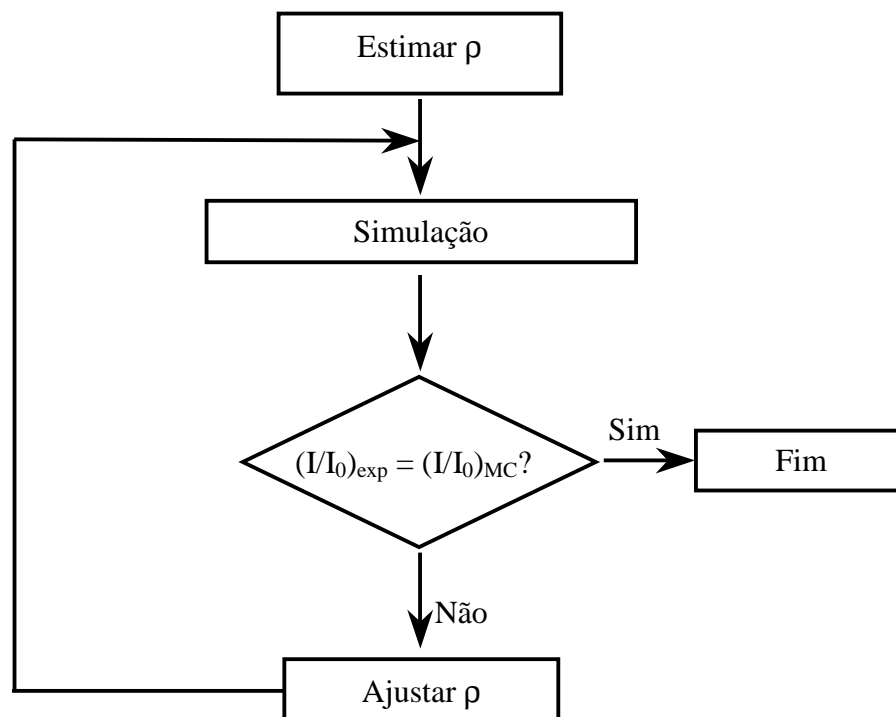 Estimar ρ
Simulação
(I/I₀)ₑₓₚ = (I/I₀)MC?
Sim
Fim
Não
Ajustar ρ